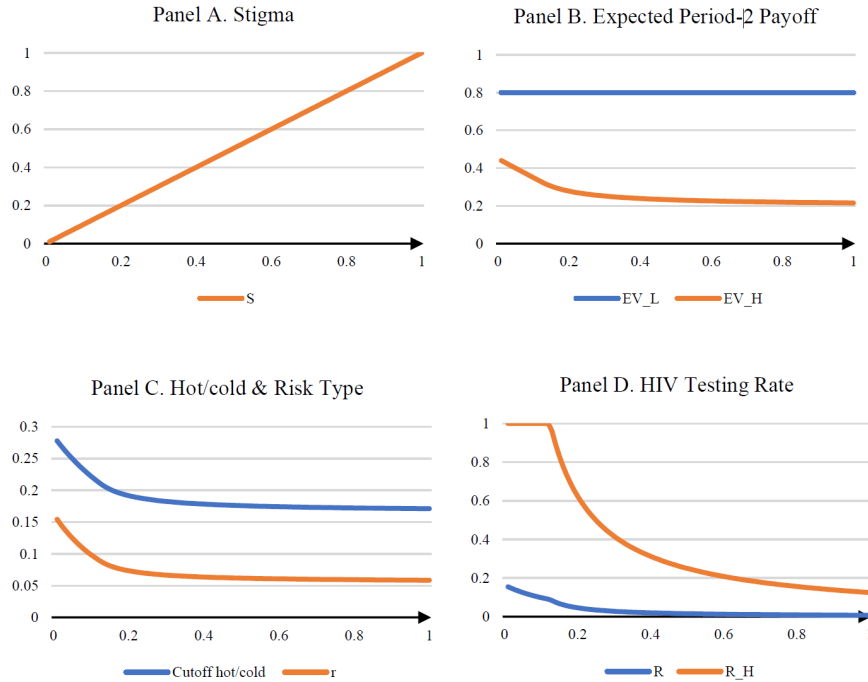 Panel A. Stigma
1
0.8
0.6
0.4
0.2
0
0 0.2 0.4 0.6 0.8 1
S
Panel B. Expected Period-2 Payoff
1
0.8
0.6
0.4
0.2
0
0 0.2 0.4 0.6 0.8 1
EV_L EV_H
Panel C. Hot/cold & Risk Type
0.3
0.25
0.2
0.15
0.1
0.05
0
0 0.2 0.4 0.6 0.8 1
Cutoff hot/cold r
Panel D. HIV Testing Rate
1
0.8
0.6
0.4
0.2
0
0 0.2 0.4 0.6 0.8
R R_H